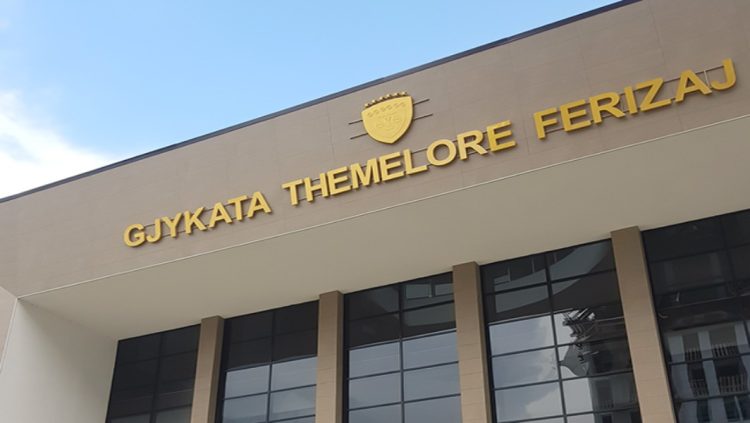 GJYKATA THEMELORE FERIZAJ